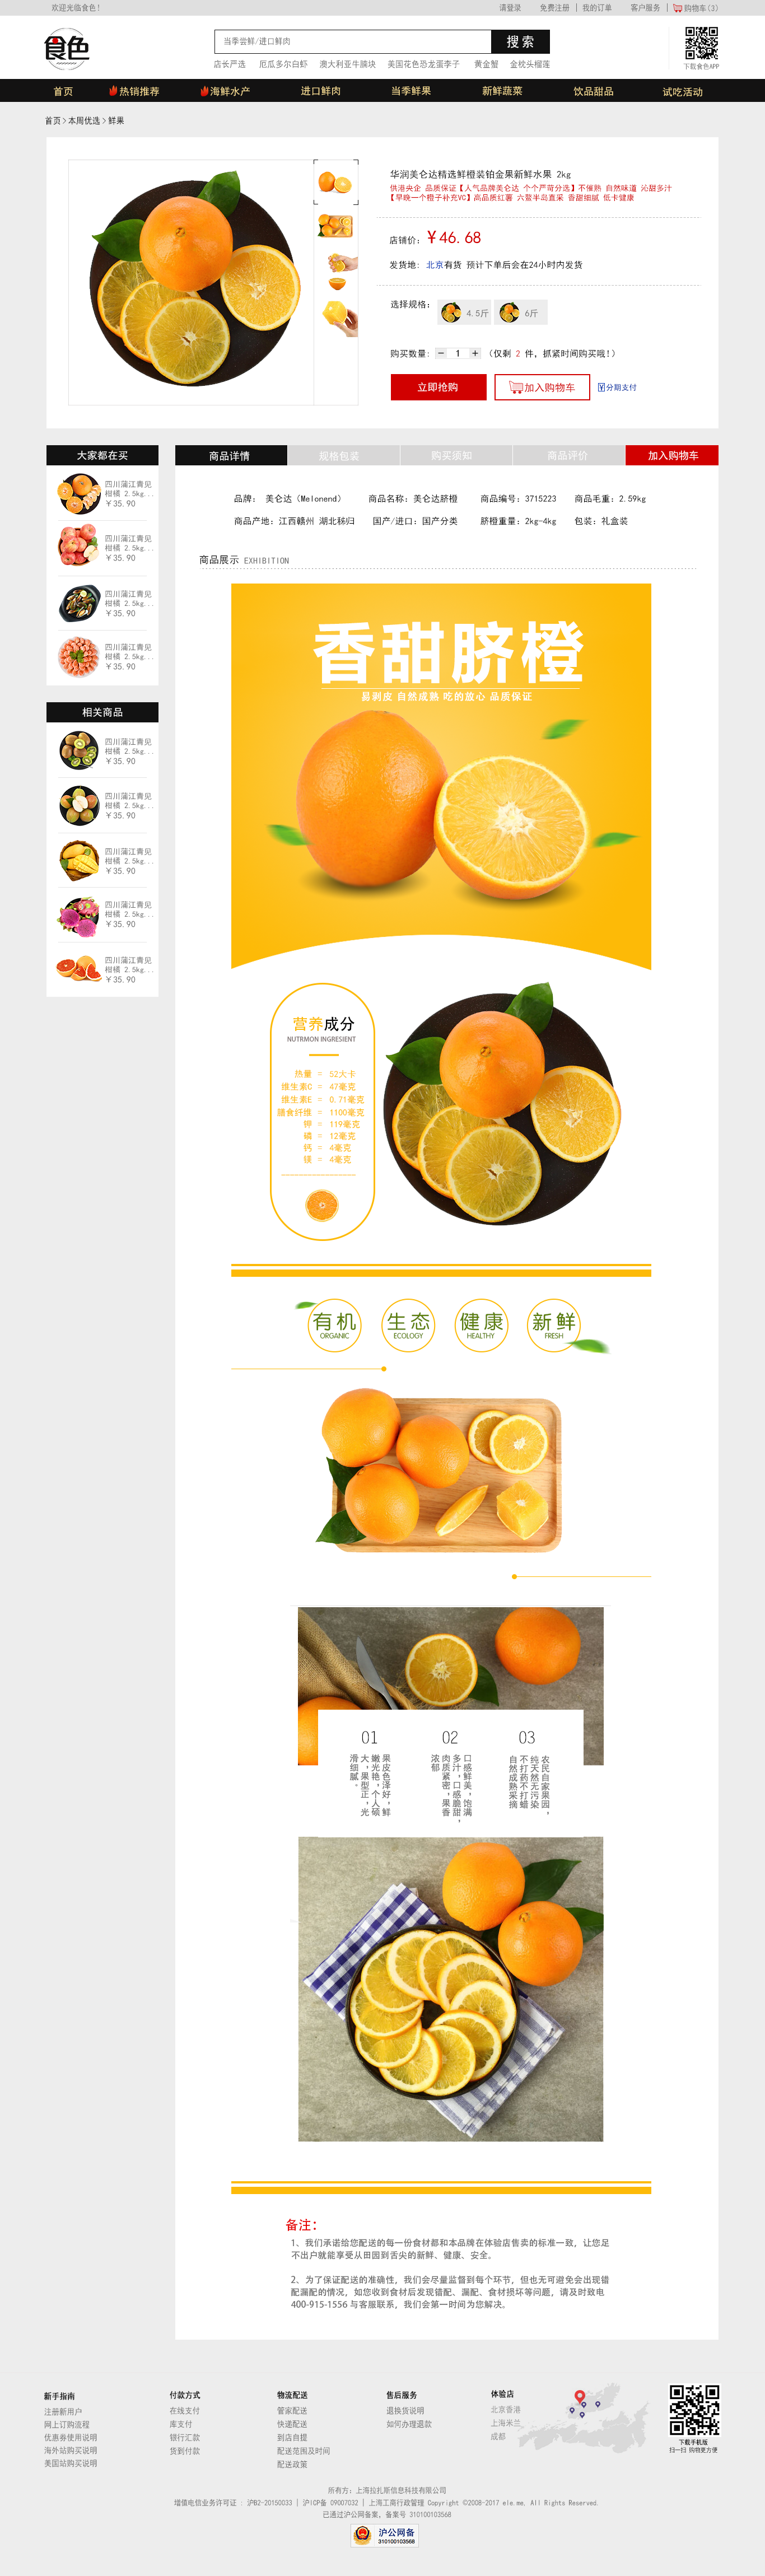 欢迎光临食色！
请登录 免费注册 | 我的订单 客户服务 | 购物车(3)
食色
当季尝鲜/进口鲜肉
搜索
店长严选 厄瓜多尔白虾 澳大利亚牛腩块 美国花色恐龙蛋李子 黄金蟹 金枕头榴莲
下载食色APP
首页 热销推荐 海鲜水产 进口鲜肉 当季鲜果 新鲜蔬菜 饮品甜品 试吃活动
首页 > 本周优选 > 鲜果
华润美仑达精选鲜橙装铂金果新鲜水果 2kg
供港央企 品质保证【人气品牌美仑达 个个严苛分选】不催熟 自然味道 沁甜多汁
【早晚一个橙子补充VC】高品质红薯 六鳌半岛直采 香甜细腻 低卡健康
店铺价：￥46.68
发货地：北京有货 预计下单后会在24小时内发货
选择规格：
4.5斤 6斤
购买数量： － 1 ＋ （仅剩 2 件，抓紧时间购买哦！）
立即抢购 加入购物车 分期支付
大家都在买
四川蒲江青见
柑橘 2.5kg...
￥35.90
四川蒲江青见
柑橘 2.5kg...
￥35.90
四川蒲江青见
柑橘 2.5kg...
￥35.90
四川蒲江青见
柑橘 2.5kg...
￥35.90
相关商品
四川蒲江青见
柑橘 2.5kg...
￥35.90
四川蒲江青见
柑橘 2.5kg...
￥35.90
四川蒲江青见
柑橘 2.5kg...
￥35.90
四川蒲江青见
柑橘 2.5kg...
￥35.90
四川蒲江青见
柑橘 2.5kg...
￥35.90
商品详情 规格包装 购买须知 商品评价 加入购物车
品牌： 美仑达（Melonend） 商品名称：美仑达脐橙 商品编号：3715223 商品毛重：2.59kg
商品产地：江西赣州 湖北秭归 国产/进口：国产分类 脐橙重量：2kg-4kg 包装：礼盒装
商品展示 EXHIBITION
香甜脐橙
易剥皮 自然成熟 吃的放心 品质保证
营养成分
NUTRMON INGRESIENT
热量 = 52大卡
维生素C = 47毫克
维生素E = 0.71毫克
膳食纤维 = 1100毫克
钾 = 119毫克
磷 = 12毫克
钙 = 4毫克
镁 = 4毫克
有机 生态 健康 新鲜
ORGANIC ECOLOGY HEALTHY FRESH
01
果皮色泽好，鲜
嫩光艳，个人硕
大，果型正，光
滑细腻。
02
口感鲜美，饱满
多汁，口感脆甜，
肉质紧密，果香
浓郁
03
农民自家果园，
纯天然无污染
不打药不打蜡
自然成熟采摘
备注：
1、我们承诺给您配送的每一份食材都和本品牌在体验店售卖的标准一致，让您足
不出户就能享受从田园到舌尖的新鲜、健康、安全。
2、为了保证配送的准确性，我们会尽量监督到每个环节，但也无可避免会出现错
配漏配的情况，如您收到食材后发现错配、漏配、食材损坏等问题，请及时致电
400-915-1556 与客服联系，我们会第一时间为您解决。
新手指南
注册新用户
网上订购流程
优惠券使用说明
海外站购买说明
美国站购买说明
付款方式
在线支付
库支付
银行汇款
货到付款
物流配送
管家配送
快递配送
到店自提
配送范围及时间
配送政策
售后服务
退换货说明
如何办理退款
体验店
北京香港
上海米兰
成都
下载手机版
扫一扫 购物更方便
所有方：上海拉扎斯信息科技有限公司
增值电信业务许可证 : 沪B2-20150033 | 沪ICP备 09007032 | 上海工商行政管理 Copyright ©2008-2017 ele.me, All Rights Reserved.
已通过沪公网备案，备案号 310100103568
沪公网备
310100103568